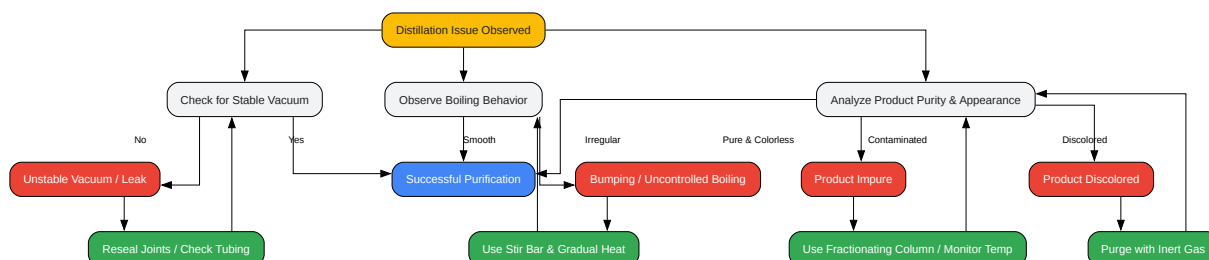 Distillation Issue Observed
Check for Stable Vacuum
Observe Boiling Behavior
Analyze Product Purity & Appearance
No
Yes
Smooth
Irregular
Pure & Colorless
Contaminated
Discolored
Unstable Vacuum / Leak
Successful Purification
Bumping / Uncontrolled Boiling
Product Impure
Product Discolored
Reseal Joints / Check Tubing
Use Stir Bar & Gradual Heat
Use Fractionating Column / Monitor Temp
Purge with Inert Gas